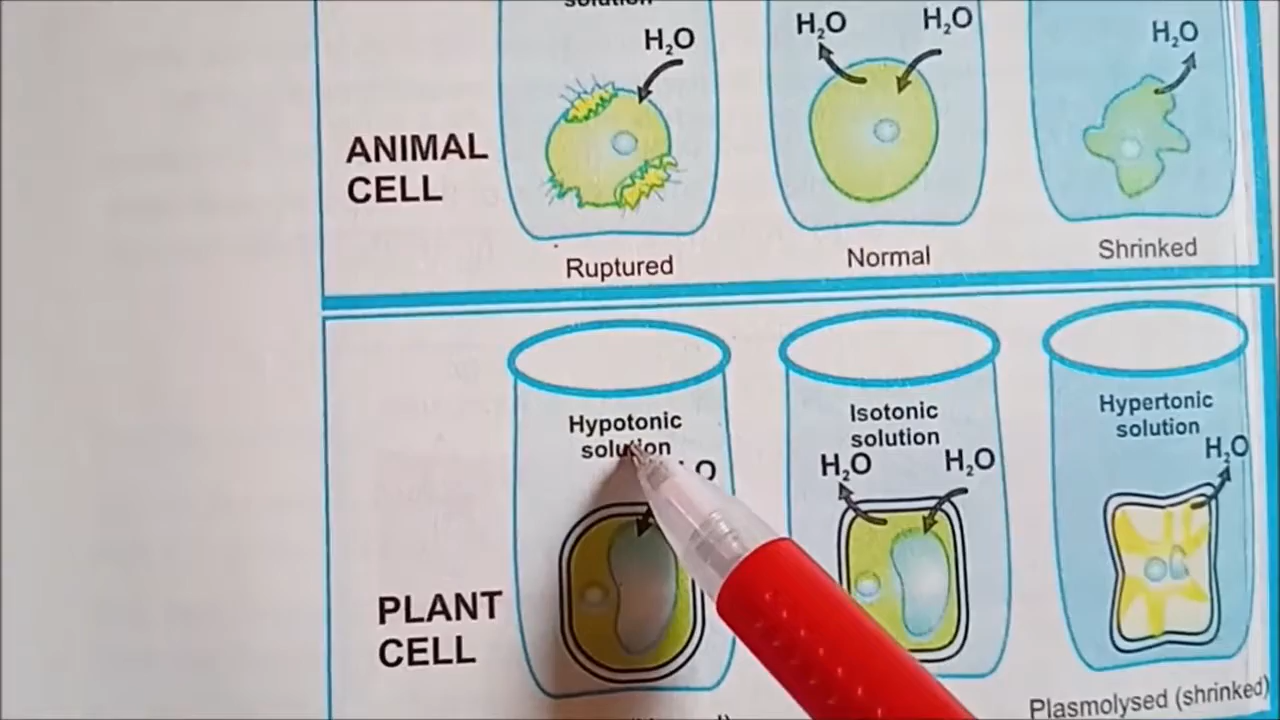 solution
H₂O
H₂O
H₂O
H₂O
ANIMAL
CELL
Ruptured
Normal
Shrinked
Hypotonic
solution
Isotonic
solution
Hypertonic
solution
H₂O
H₂O
H₂O
PLANT
CELL
Plasmolysed (shrinked)